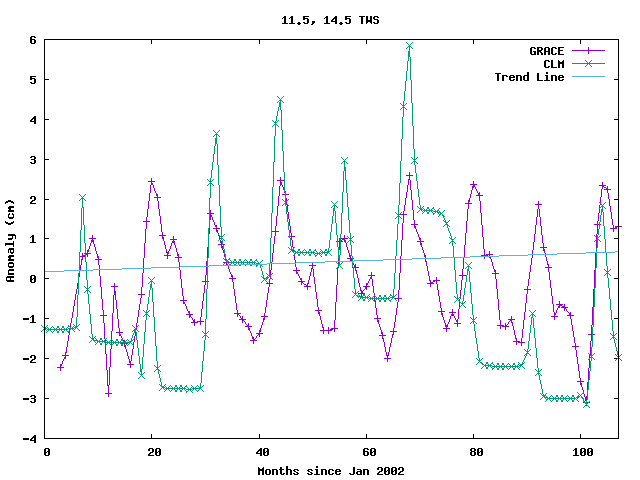 11.5, 14.5 TWS
GRACE
CLM
Trend Line
6
5
4
3
2
1
0
-1
-2
-3
-4
Anomaly (cm)
0 20 40 60 80 100
Months since Jan 2002